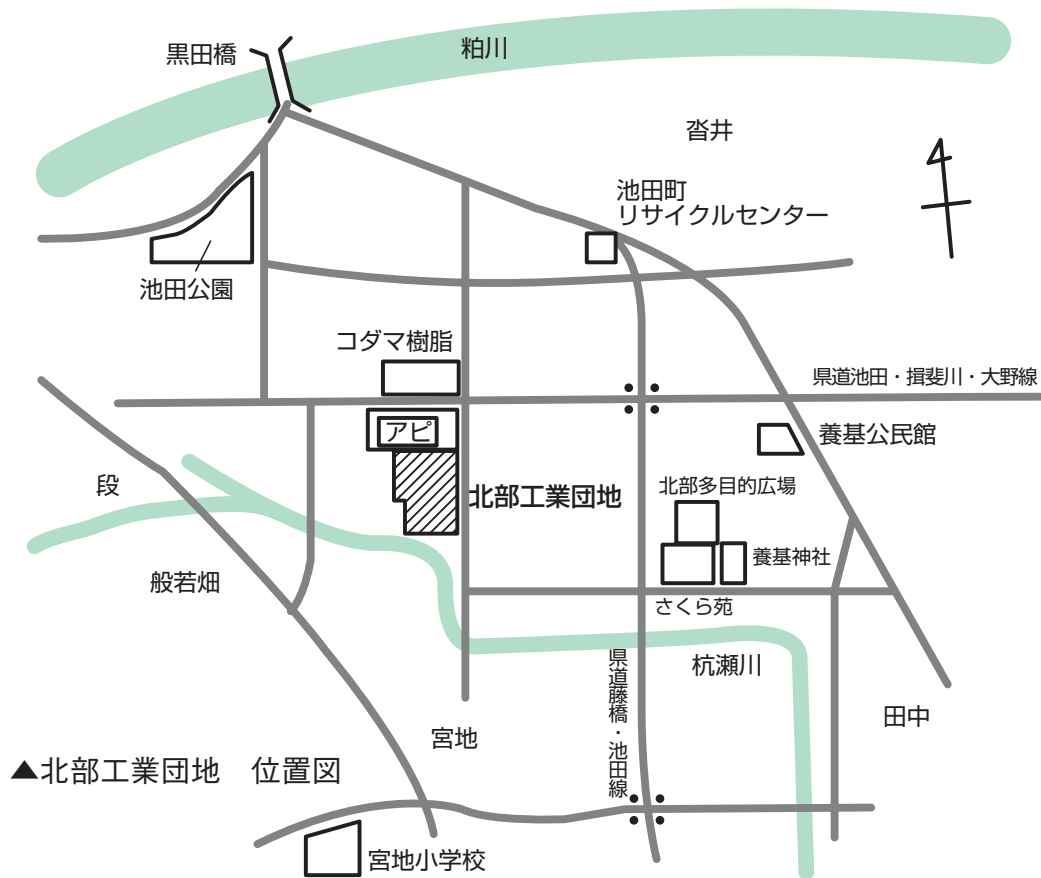 黒田橋
粕川
沓井
池田町
リサイクルセンター
池田公園
コダマ樹脂
県道池田・揖斐川・大野線
アピ
養基公民館
段
北部多目的広場
北部工業団地
養基神社
般若畑
さくら苑
杭瀬川
県道藤橋・池田線
田中
宮地
▲北部工業団地　位置図
宮地小学校